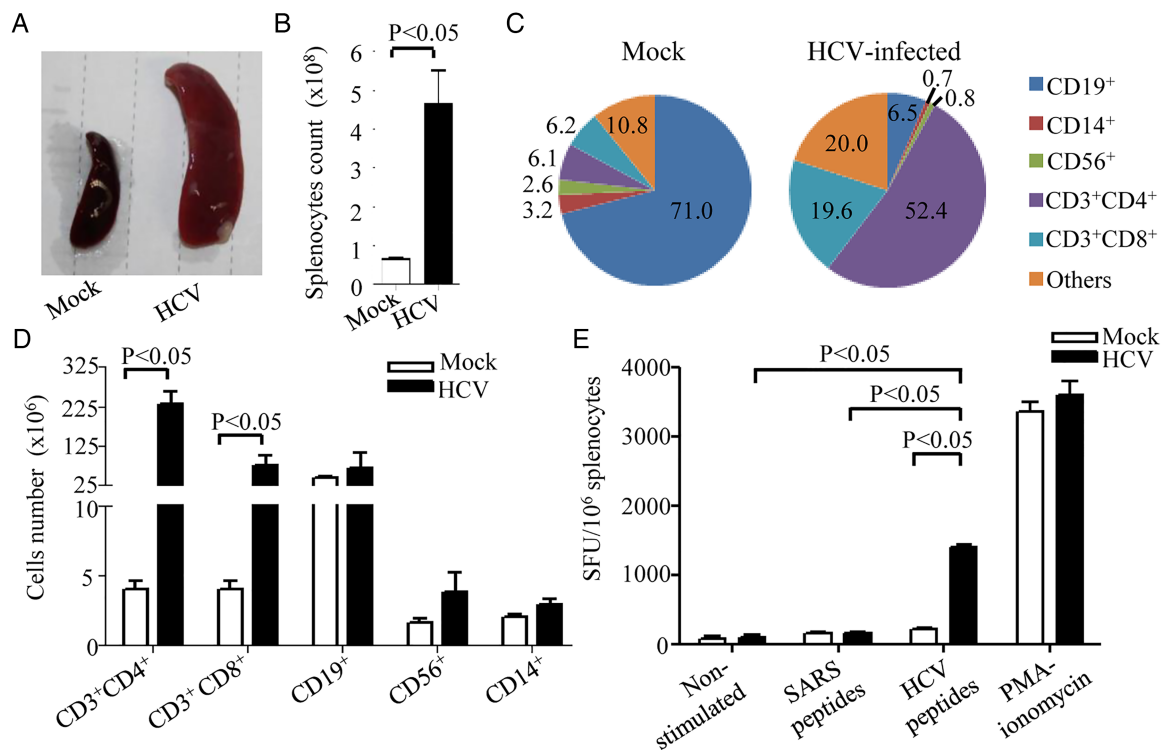 A
Mock
HCV
B
Splenocytes count (x10⁸)
P<0.05
6
5
4
3
2
1
0
Mock
HCV
C
Mock
10.8
6.2
6.1
2.6
3.2
71.0
HCV-infected
0.7
0.8
6.5
20.0
19.6
52.4
CD19⁺
CD14⁺
CD56⁺
CD3⁺CD4⁺
CD3⁺CD8⁺
Others
D
Cells number (x10⁶)
325
225
125
25
10
5
0
P<0.05
P<0.05
Mock
HCV
CD3⁺CD4⁺
CD3⁺CD8⁺
CD19⁺
CD56⁺
CD14⁺
E
SFU/10⁶ splenocytes
4000
3000
2000
1000
0
P<0.05
P<0.05
P<0.05
Mock
HCV
Non-
stimulated
SARS
peptides
HCV
peptides
PMA-
ionomycin